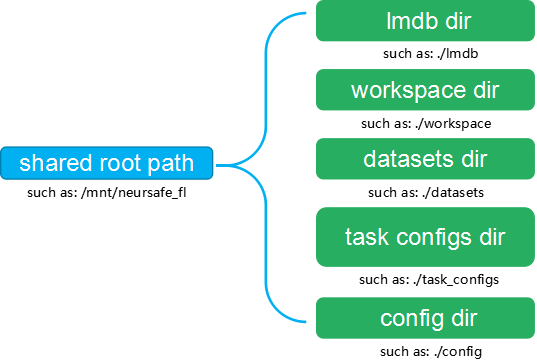 shared root path
such as: /mnt/neursafe_fl
lmdb dir
such as: ./lmdb
workspace dir
such as: ./workspace
datasets dir
such as: ./datasets
task configs dir
such as: ./task_configs
config dir
such as: ./config